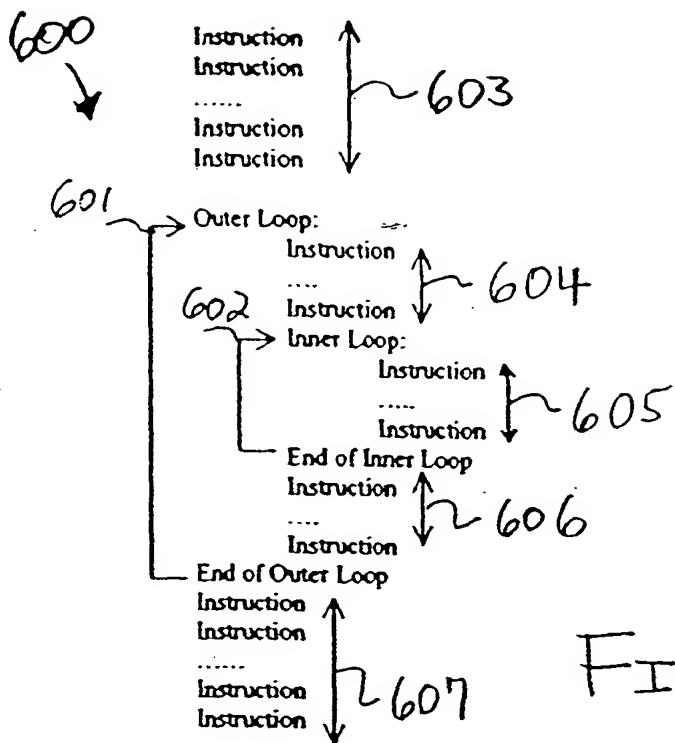 600
Instruction
Instruction
......
603
Instruction
Instruction
601
Outer Loop:
Instruction
....
604
602
Instruction
Inner Loop:
Instruction
.....
605
Instruction
End of Inner Loop
Instruction
....
606
Instruction
End of Outer Loop
Instruction
Instruction
......
607
Instruction
Instruction
FI